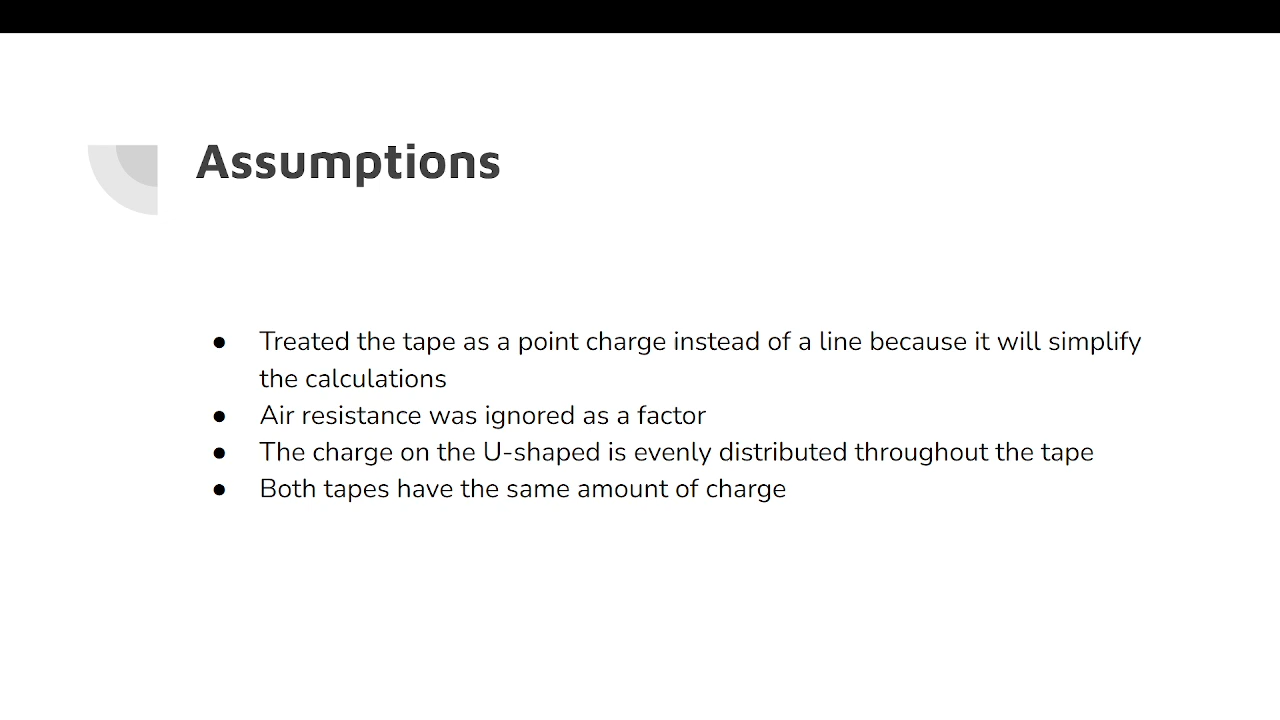 Assumptions
● Treated the tape as a point charge instead of a line because it will simplify
the calculations
● Air resistance was ignored as a factor
● The charge on the U-shaped is evenly distributed throughout the tape
● Both tapes have the same amount of charge